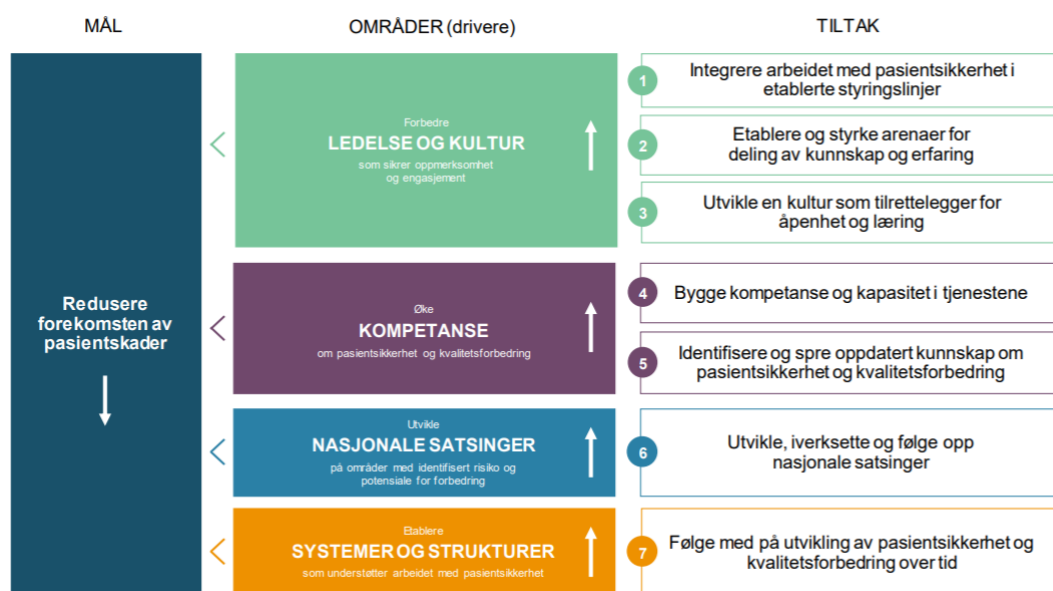 MÅL
OMRÅDER (drivere)
TILTAK
Redusere
forekomsten av
pasientskader
Forbedre
LEDELSE OG KULTUR
som sikrer oppmerksomhet
og engasjement
1
Integrere arbeidet med pasientsikkerhet i
etablerte styringslinjer
2
Etablere og styrke arenaer for
deling av kunnskap og erfaring
3
Utvikle en kultur som tilrettelegger for
åpenhet og læring
Øke
KOMPETANSE
om pasientsikkerhet og kvalitetsforbedring
4
Bygge kompetanse og kapasitet i tjenestene
5
Identifisere og spre oppdatert kunnskap om
pasientsikkerhet og kvalitetsforbedring
Utvikle
NASJONALE SATSINGER
på områder med identifisert risiko og
potensiale for forbedring
6
Utvikle, iverksette og følge opp
nasjonale satsinger
Etablere
SYSTEMER OG STRUKTURER
som understøtter arbeidet med pasientsikkerhet
7
Følge med på utvikling av pasientsikkerhet og
kvalitetsforbedring over tid